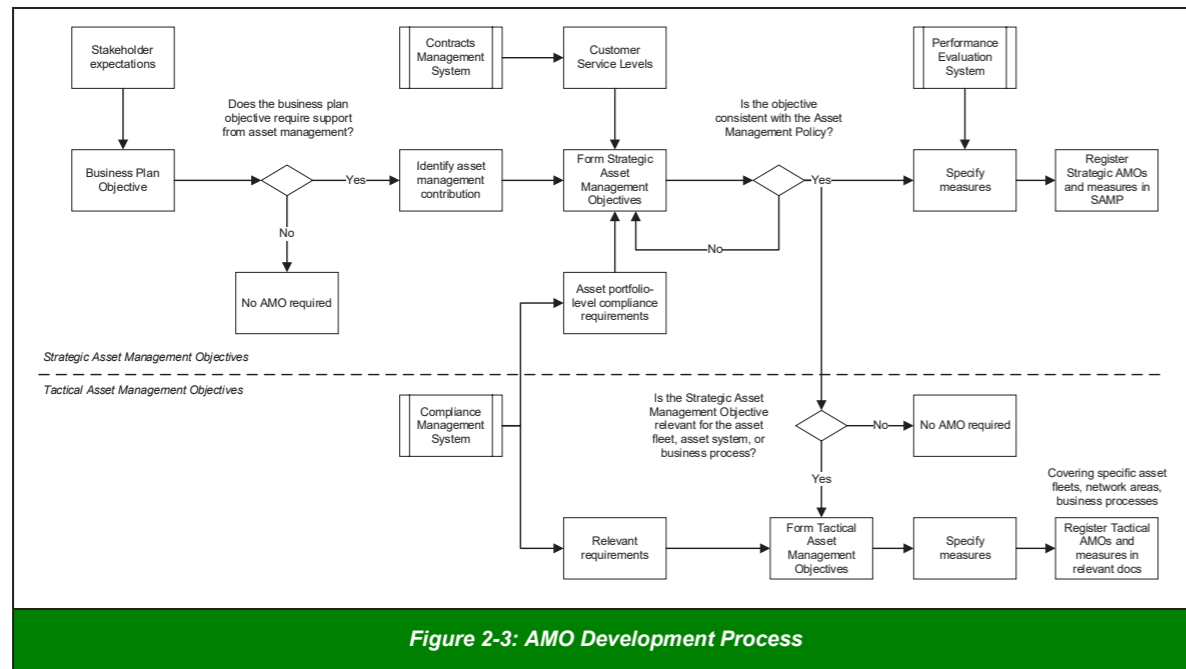 Stakeholder
expectations
Contracts
Management
System
Customer
Service Levels
Performance
Evaluation
System
Does the business plan
objective require support
from asset management?
Is the objective
consistent with the Asset
Management Policy?
Business Plan
Objective
Yes
Identify asset
management
contribution
Form Strategic
Asset
Management
Objectives
Yes
Specify
measures
Register
Strategic AMOs
and measures in
SAMP
No
No
No AMO required
Asset portfolio-
level compliance
requirements
Strategic Asset Management Objectives
Tactical Asset Management Objectives
Compliance
Management
System
Is the Strategic Asset
Management Objective
relevant for the asset
fleet, asset system, or
business process?
No
No AMO required
Yes
Covering specific asset
fleets, network areas,
business processes
Relevant
requirements
Form Tactical
Asset
Management
Objectives
Specify
measures
Register Tactical
AMOs and
measures in
relevant docs
Figure 2-3: AMO Development Process